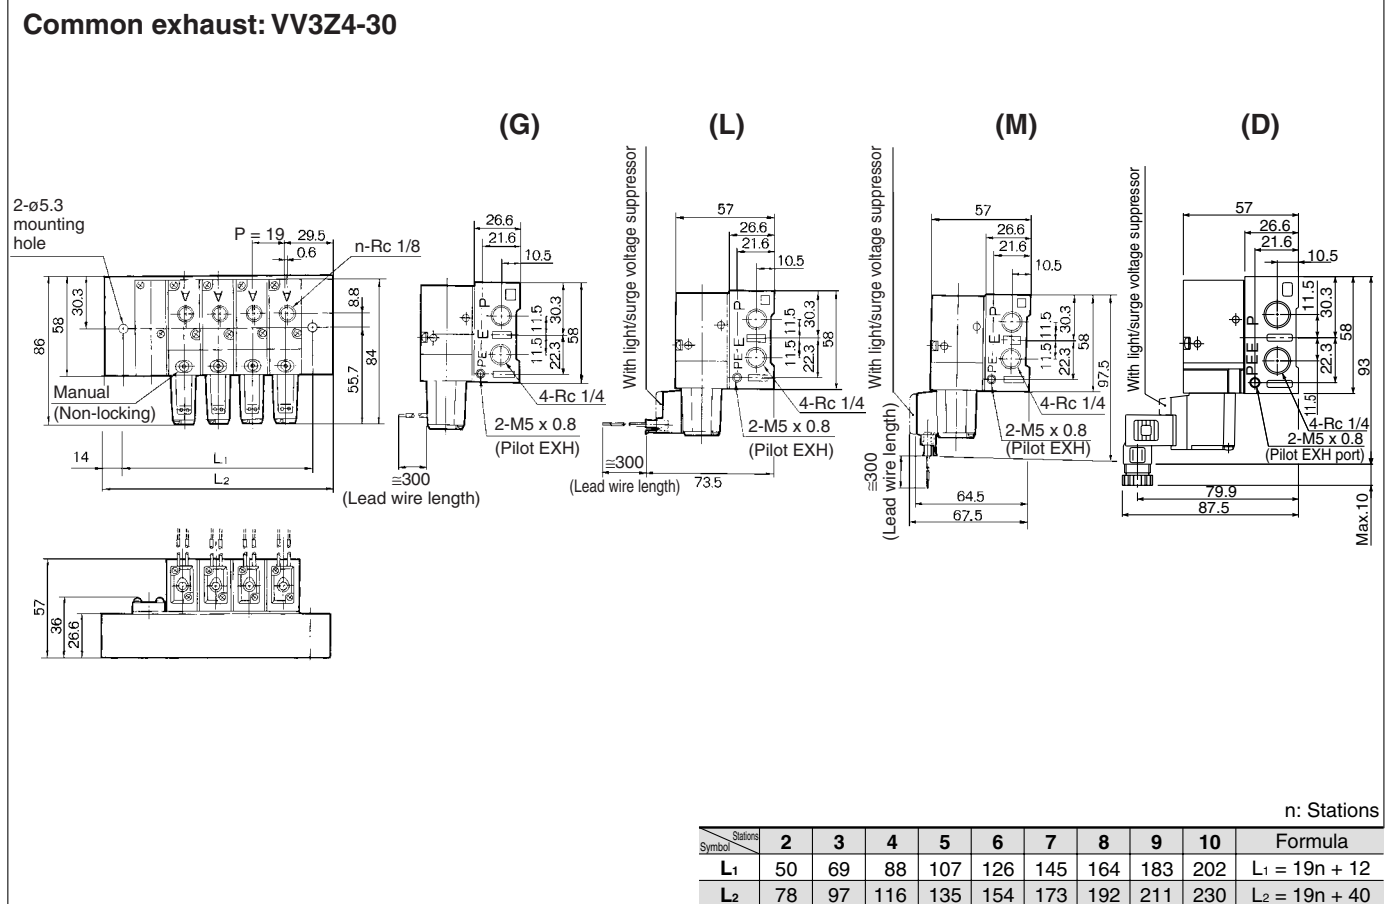 Common exhaust: VV3Z4-30
(G)
(L)
(M)
(D)
2-ø5.3
mounting
hole
P = 19
29.5
0.6
n-Rc 1/8
30.3
58
86
8.8
84
55.7
Manual
(Non-locking)
14
L1
L2
26.6
21.6
10.5
P
E
PE
11.5
30.3
58
11.5
22.3
4-Rc 1/4
2-M5 x 0.8
(Pilot EXH)
≅300
(Lead wire length)
With light/surge voltage suppressor
57
26.6
21.6
10.5
P
E
PE
11.5
30.3
58
11.5
22.3
4-Rc 1/4
2-M5 x 0.8
(Pilot EXH)
≅300
(Lead wire length)
73.5
With light/surge voltage suppressor
57
26.6
21.6
10.5
P
E
PE
11.5
30.3
58
97.5
11.5
22.3
4-Rc 1/4
2-M5 x 0.8
(Pilot EXH)
≅300
(Lead wire length)
64.5
67.5
With light/surge voltage suppressor
57
26.6
21.6
10.5
P
E
PE
11.5
30.3
58
93
22.3
11.5
4-Rc 1/4
2-M5 x 0.8
(Pilot EXH port)
79.9
87.5
Max.10
A A A A
57
36
26.6
n: Stations
Stations
Symbol 2 3 4 5 6 7 8 9 10 Formula
L1 50 69 88 107 126 145 164 183 202 L1 = 19n + 12
L2 78 97 116 135 154 173 192 211 230 L2 = 19n + 40